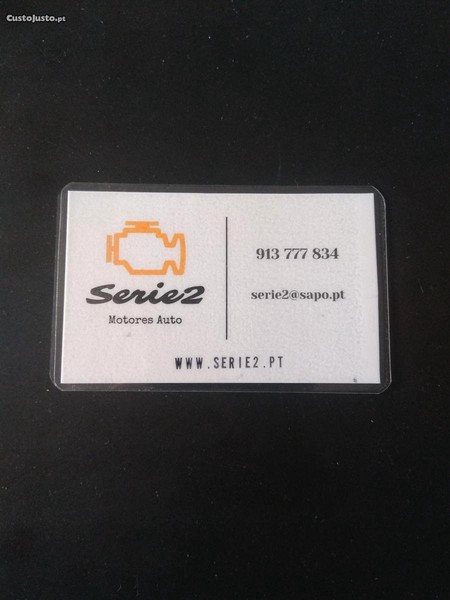 CustoJusto.pt
Serie2
Motores Auto
913 777 834
serie2@sapo.pt
WWW.SERIE2.PT